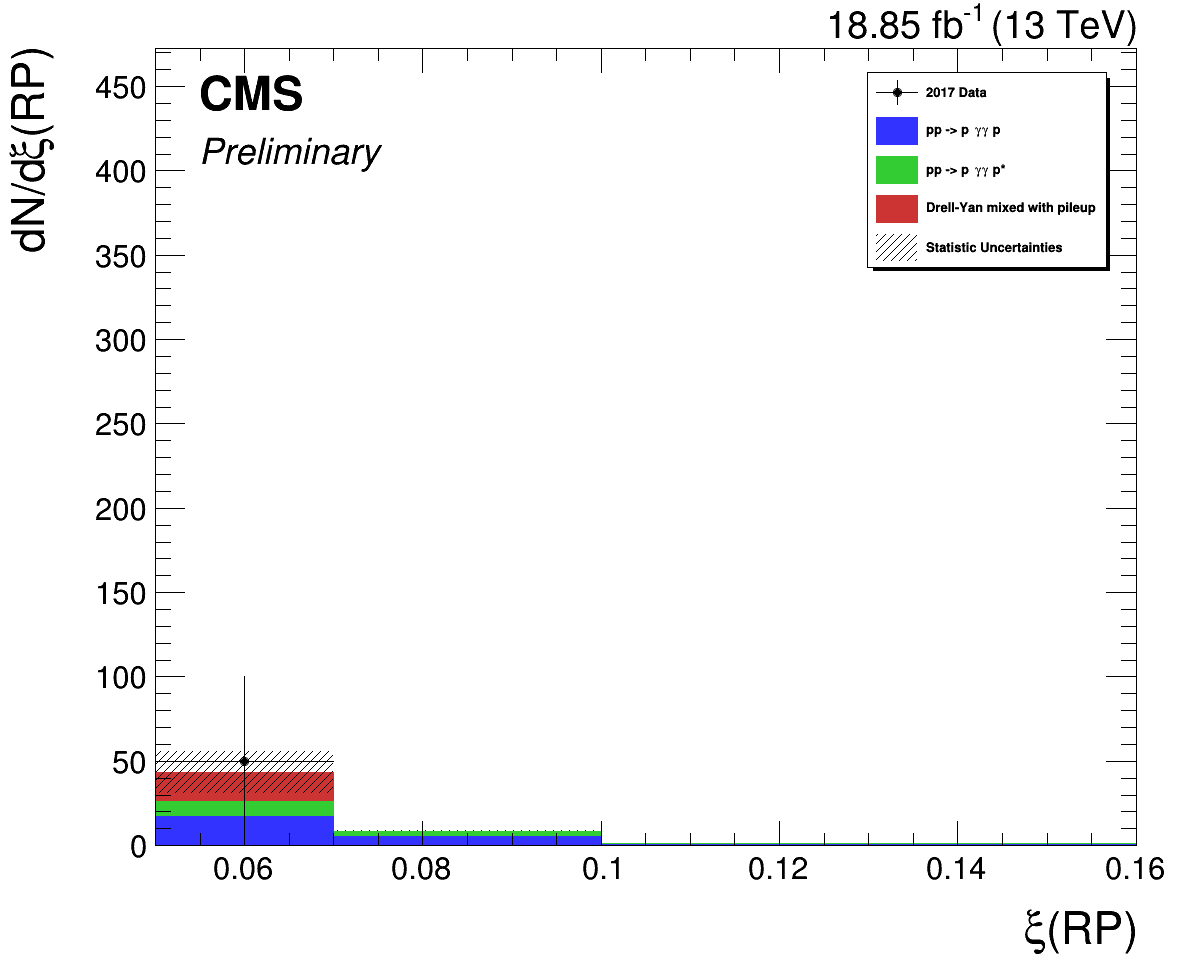 18.85 fb⁻¹ (13 TeV)
dN/dξ(RP)
CMS
Preliminary
2017 Data
pp -> p γγ p
pp -> p γγ p*
Drell-Yan mixed with pileup
Statistic Uncertainties
450
400
350
300
250
200
150
100
50
0
0.06 0.08 0.1 0.12 0.14 0.16
ξ(RP)